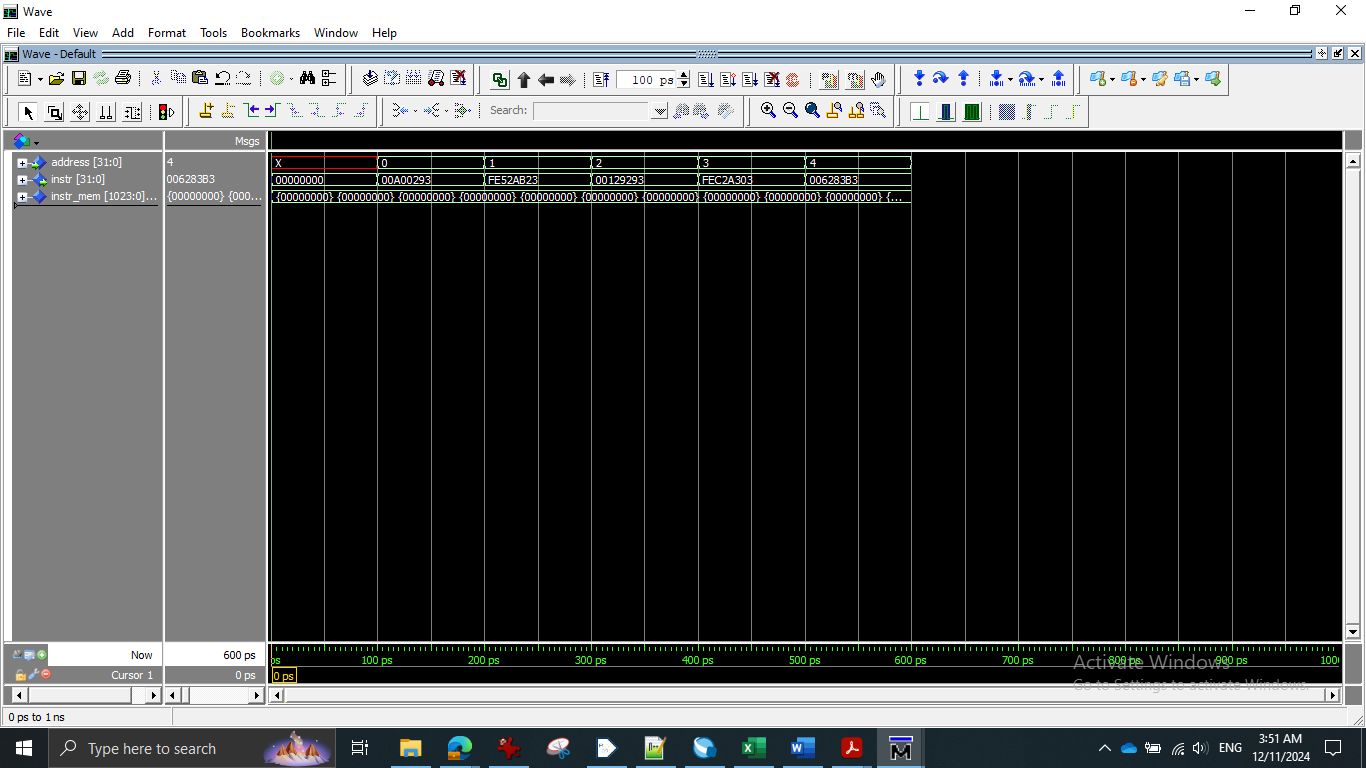 Wave
File Edit View Add Format Tools Bookmarks Window Help
Wave - Default
100 ps
Search:
Msgs
address [31:0] 4 X 0 1 2 3 4
instr [31:0] 006283B3 00000000 00A00293 FE52AB23 00129293 FEC2A303 006283B3
instr_mem [1023:0]... {00000000} {000... {00000000} {00000000} {00000000} {00000000} {00000000} {00000000} {00000000} {00000000} {00000000} {00000000} {...
Now 600 ps ps 100 ps 200 ps 300 ps 400 ps 500 ps 600 ps 700 ps 800 ps 900 ps 100
Cursor 1 0 ps 0 ps
Activate Windows
Go to Settings to activate Windows.
0 ps to 1 ns
Type here to search
ENG
3:51 AM
12/11/2024